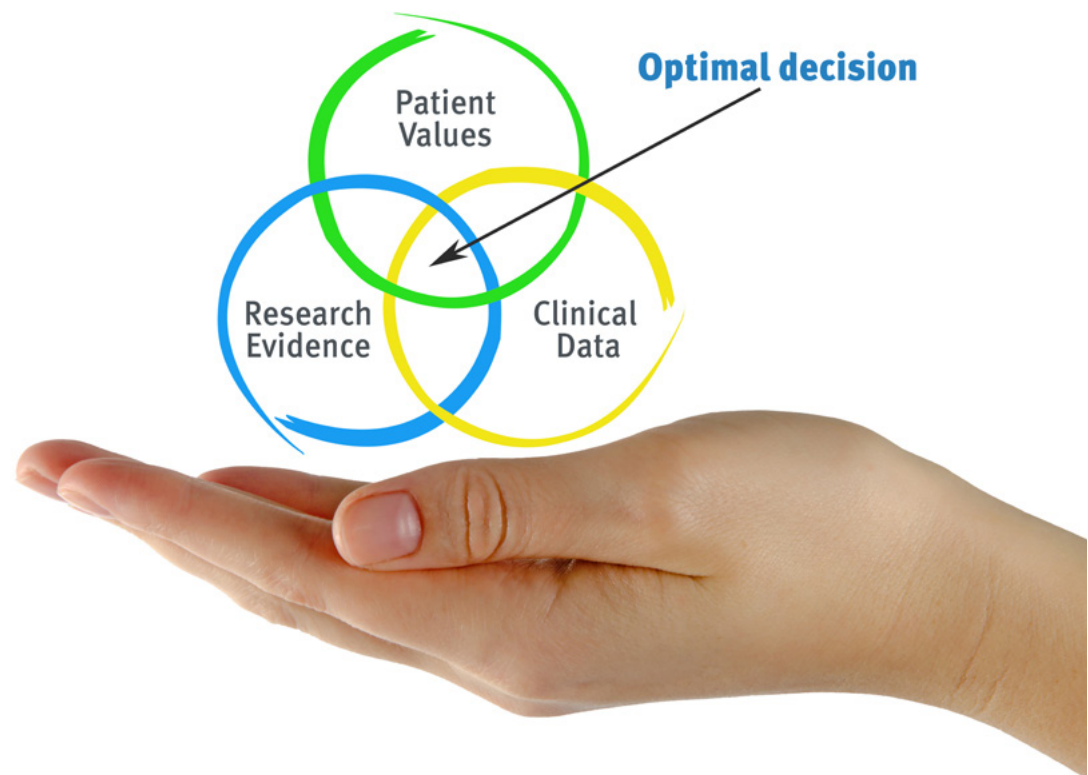 Optimal decision
Patient
Values
Research
Evidence
Clinical
Data